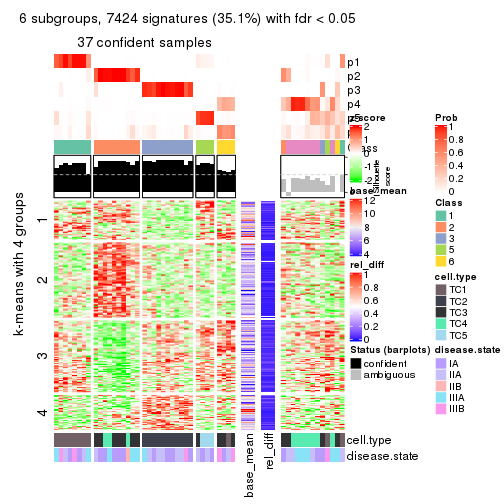 6 subgroups, 7424 signatures (35.1%) with fdr < 0.05
37 confident samples
p1
p2
p3
p4
p5
z-score
2
1
0
-1
-2
Silhouette
score
base_mean
12
10
8
6
4
rel_diff
1
0.8
0.6
0.4
0.2
0
Status (barplots)
confident
ambiguous
Prob
1
0.8
0.6
0.4
0.2
0
Class
1
2
3
5
6
cell.type
TC1
TC2
TC3
TC4
TC5
disease.state
IA
IIA
IIB
IIIA
IIIB
k-means with 4 groups
1
2
3
4
base_mean
rel_diff
cell.type
disease.state